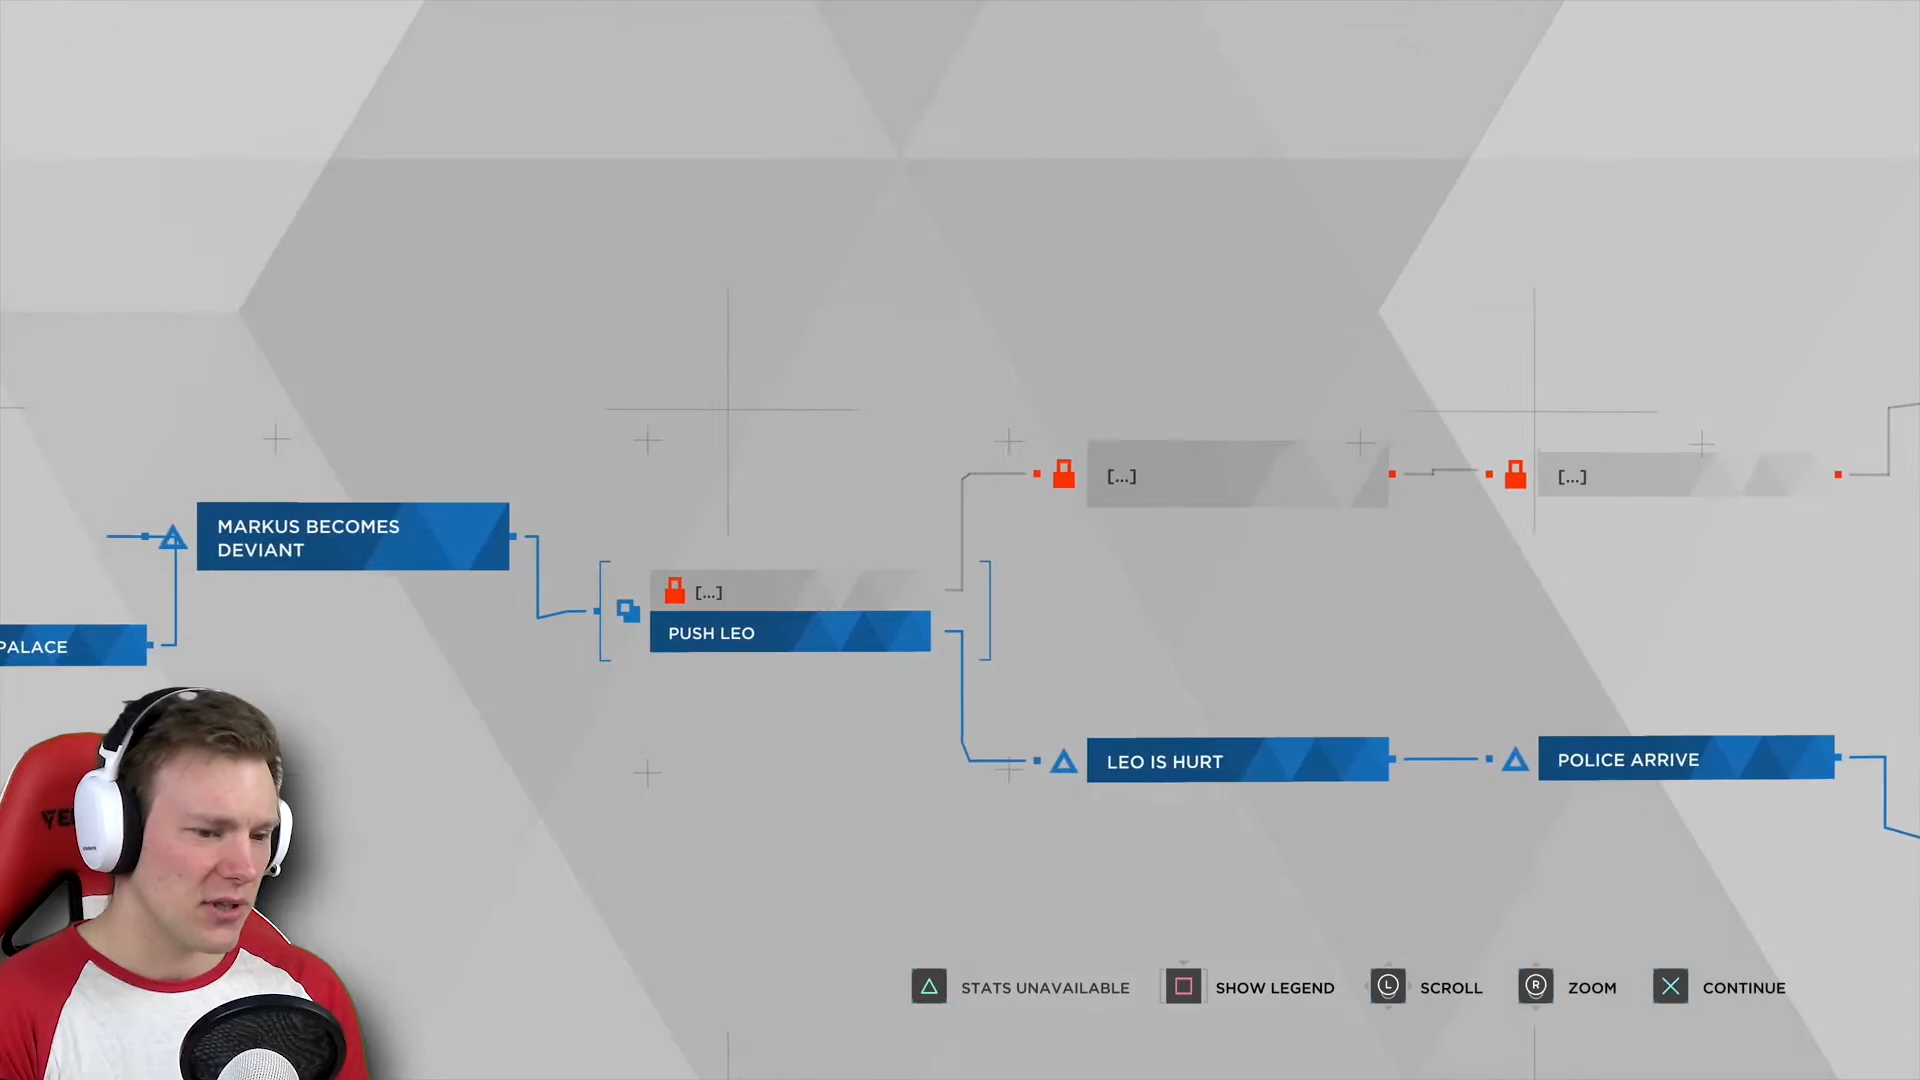 [...]
[...]
MARKUS BECOMES
DEVIANT
[...]
PUSH LEO
PALACE
LEO IS HURT
POLICE ARRIVE
STATS UNAVAILABLE
SHOW LEGEND
L
SCROLL
R
ZOOM
CONTINUE